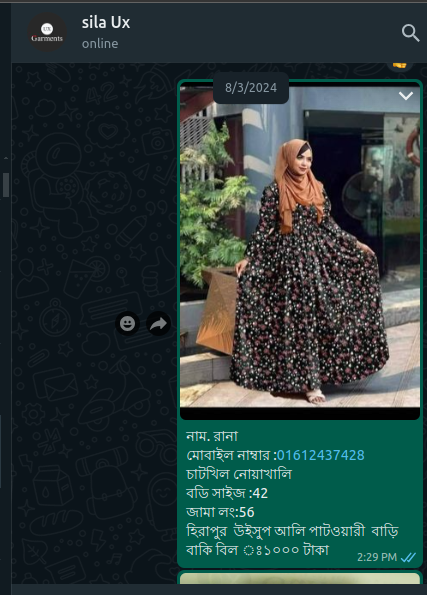 sila Ux
online
UX
Garments
8/3/2024
নাম. রানা
মোবাইল নাম্বার :01612437428
চাটখিল নোয়াখালি
বডি সাইজ :42
জামা লং:56
হিরাপুর উইসুপ আলি পাটওয়ারী বাড়ি
বাকি বিল ঃ১০০০ টাকা
2:29 PM